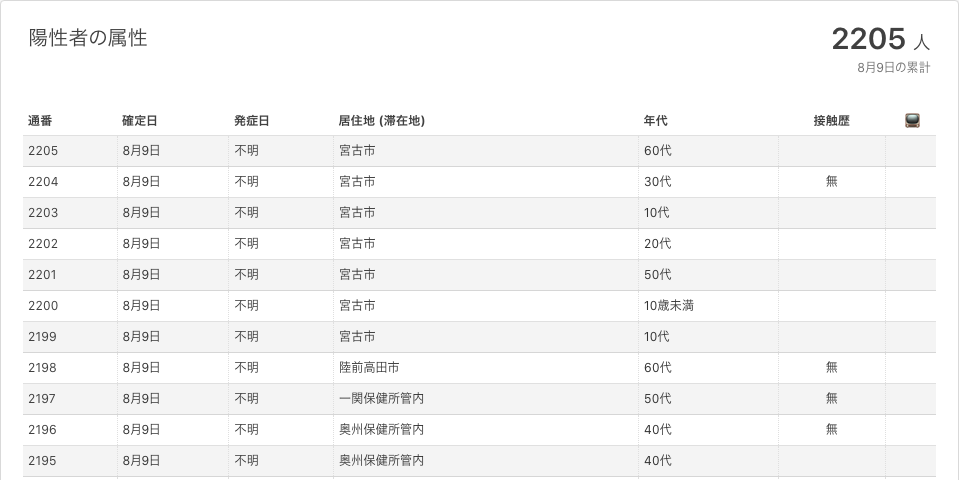 陽性者の属性
2205 人
8月9日の累計
通番 確定日 発症日 居住地 (滞在地) 年代 接触歴
2205 8月9日 不明 宮古市 60代
2204 8月9日 不明 宮古市 30代 無
2203 8月9日 不明 宮古市 10代
2202 8月9日 不明 宮古市 20代
2201 8月9日 不明 宮古市 50代
2200 8月9日 不明 宮古市 10歳未満
2199 8月9日 不明 宮古市 10代
2198 8月9日 不明 陸前高田市 60代 無
2197 8月9日 不明 一関保健所管内 50代 無
2196 8月9日 不明 奥州保健所管内 40代 無
2195 8月9日 不明 奥州保健所管内 40代